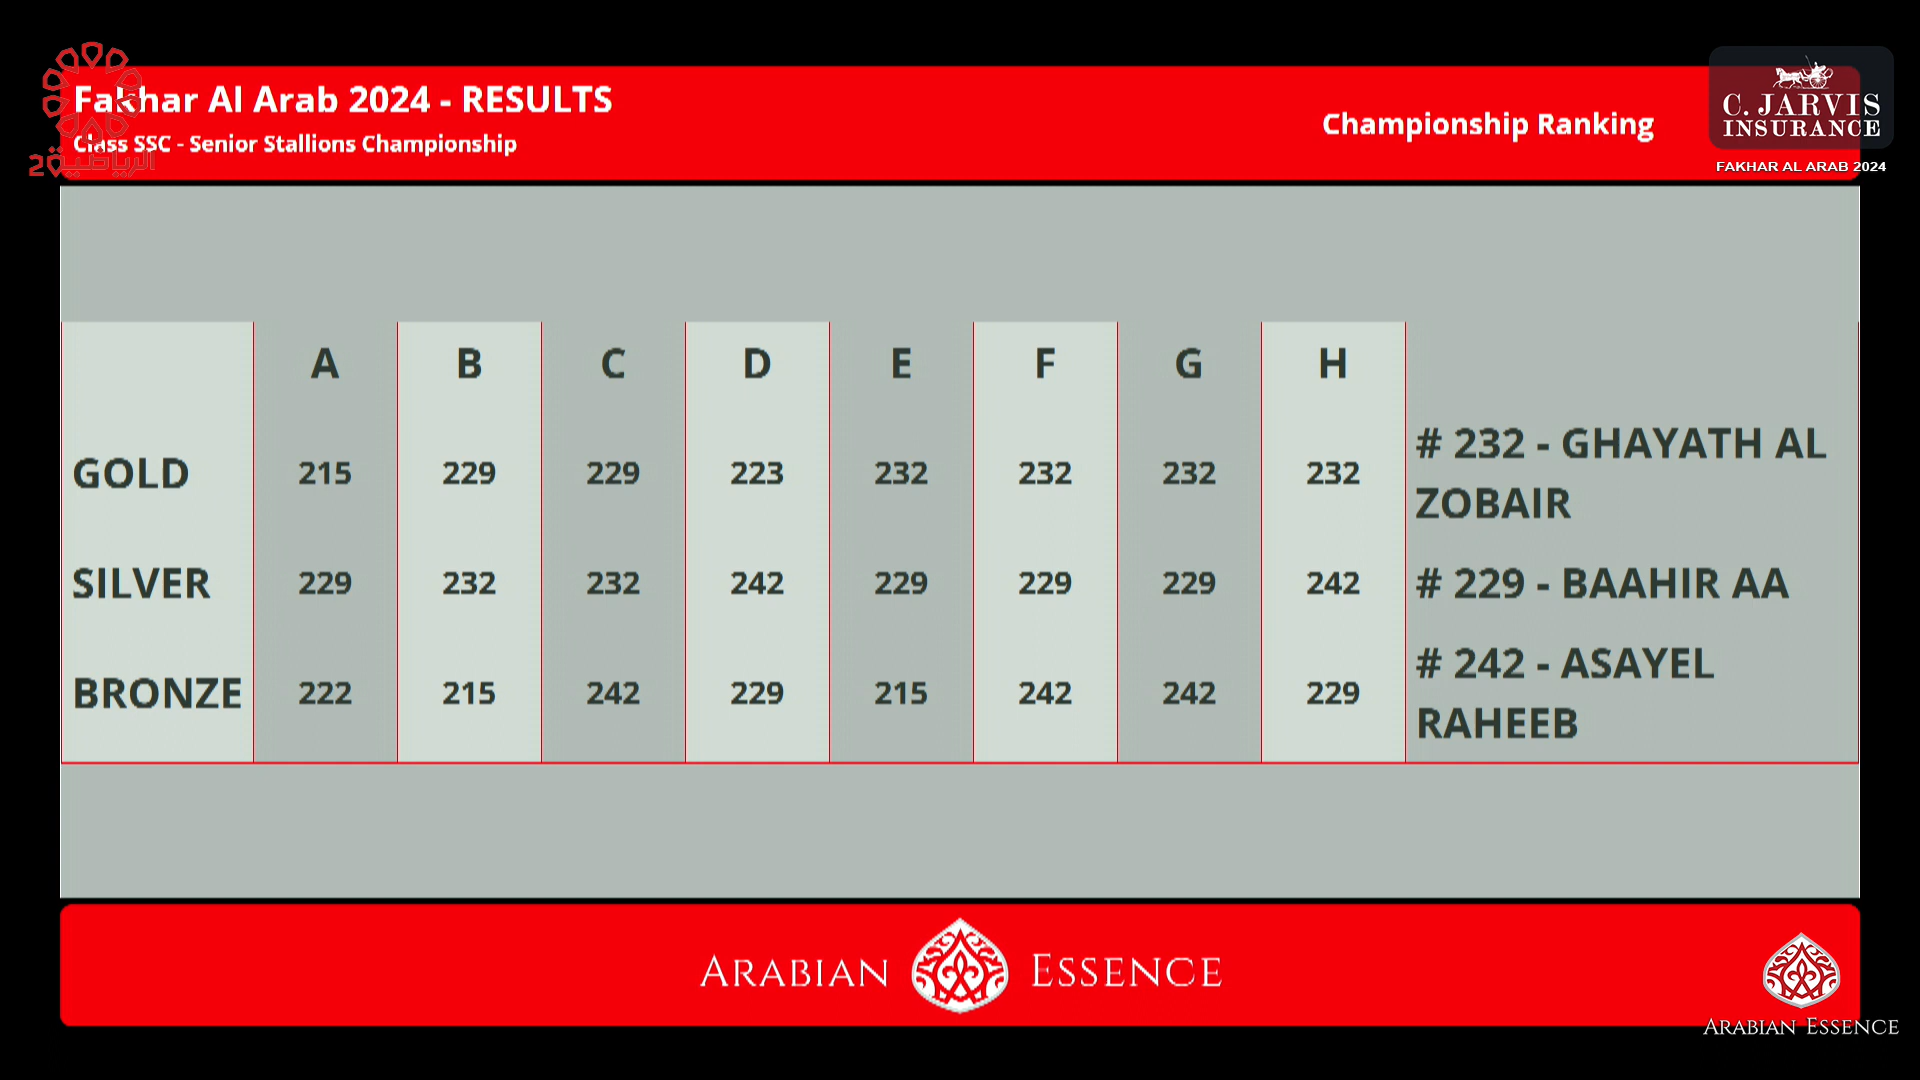 Fakhar Al Arab 2024 - RESULTS
Class SSC - Senior Stallions Championship
Championship Ranking
C. JARVIS
INSURANCE
FAKHAR AL ARAB 2024
الرياضية 2
A B C D E F G H
GOLD 215 229 229 223 232 232 232 232 # 232 - GHAYATH AL
ZOBAIR
SILVER 229 232 232 242 229 229 229 242 # 229 - BAAHIR AA
BRONZE 222 215 242 229 215 242 242 229 # 242 - ASAYEL
RAHEEB
ARABIAN ESSENCE
ARABIAN ESSENCE